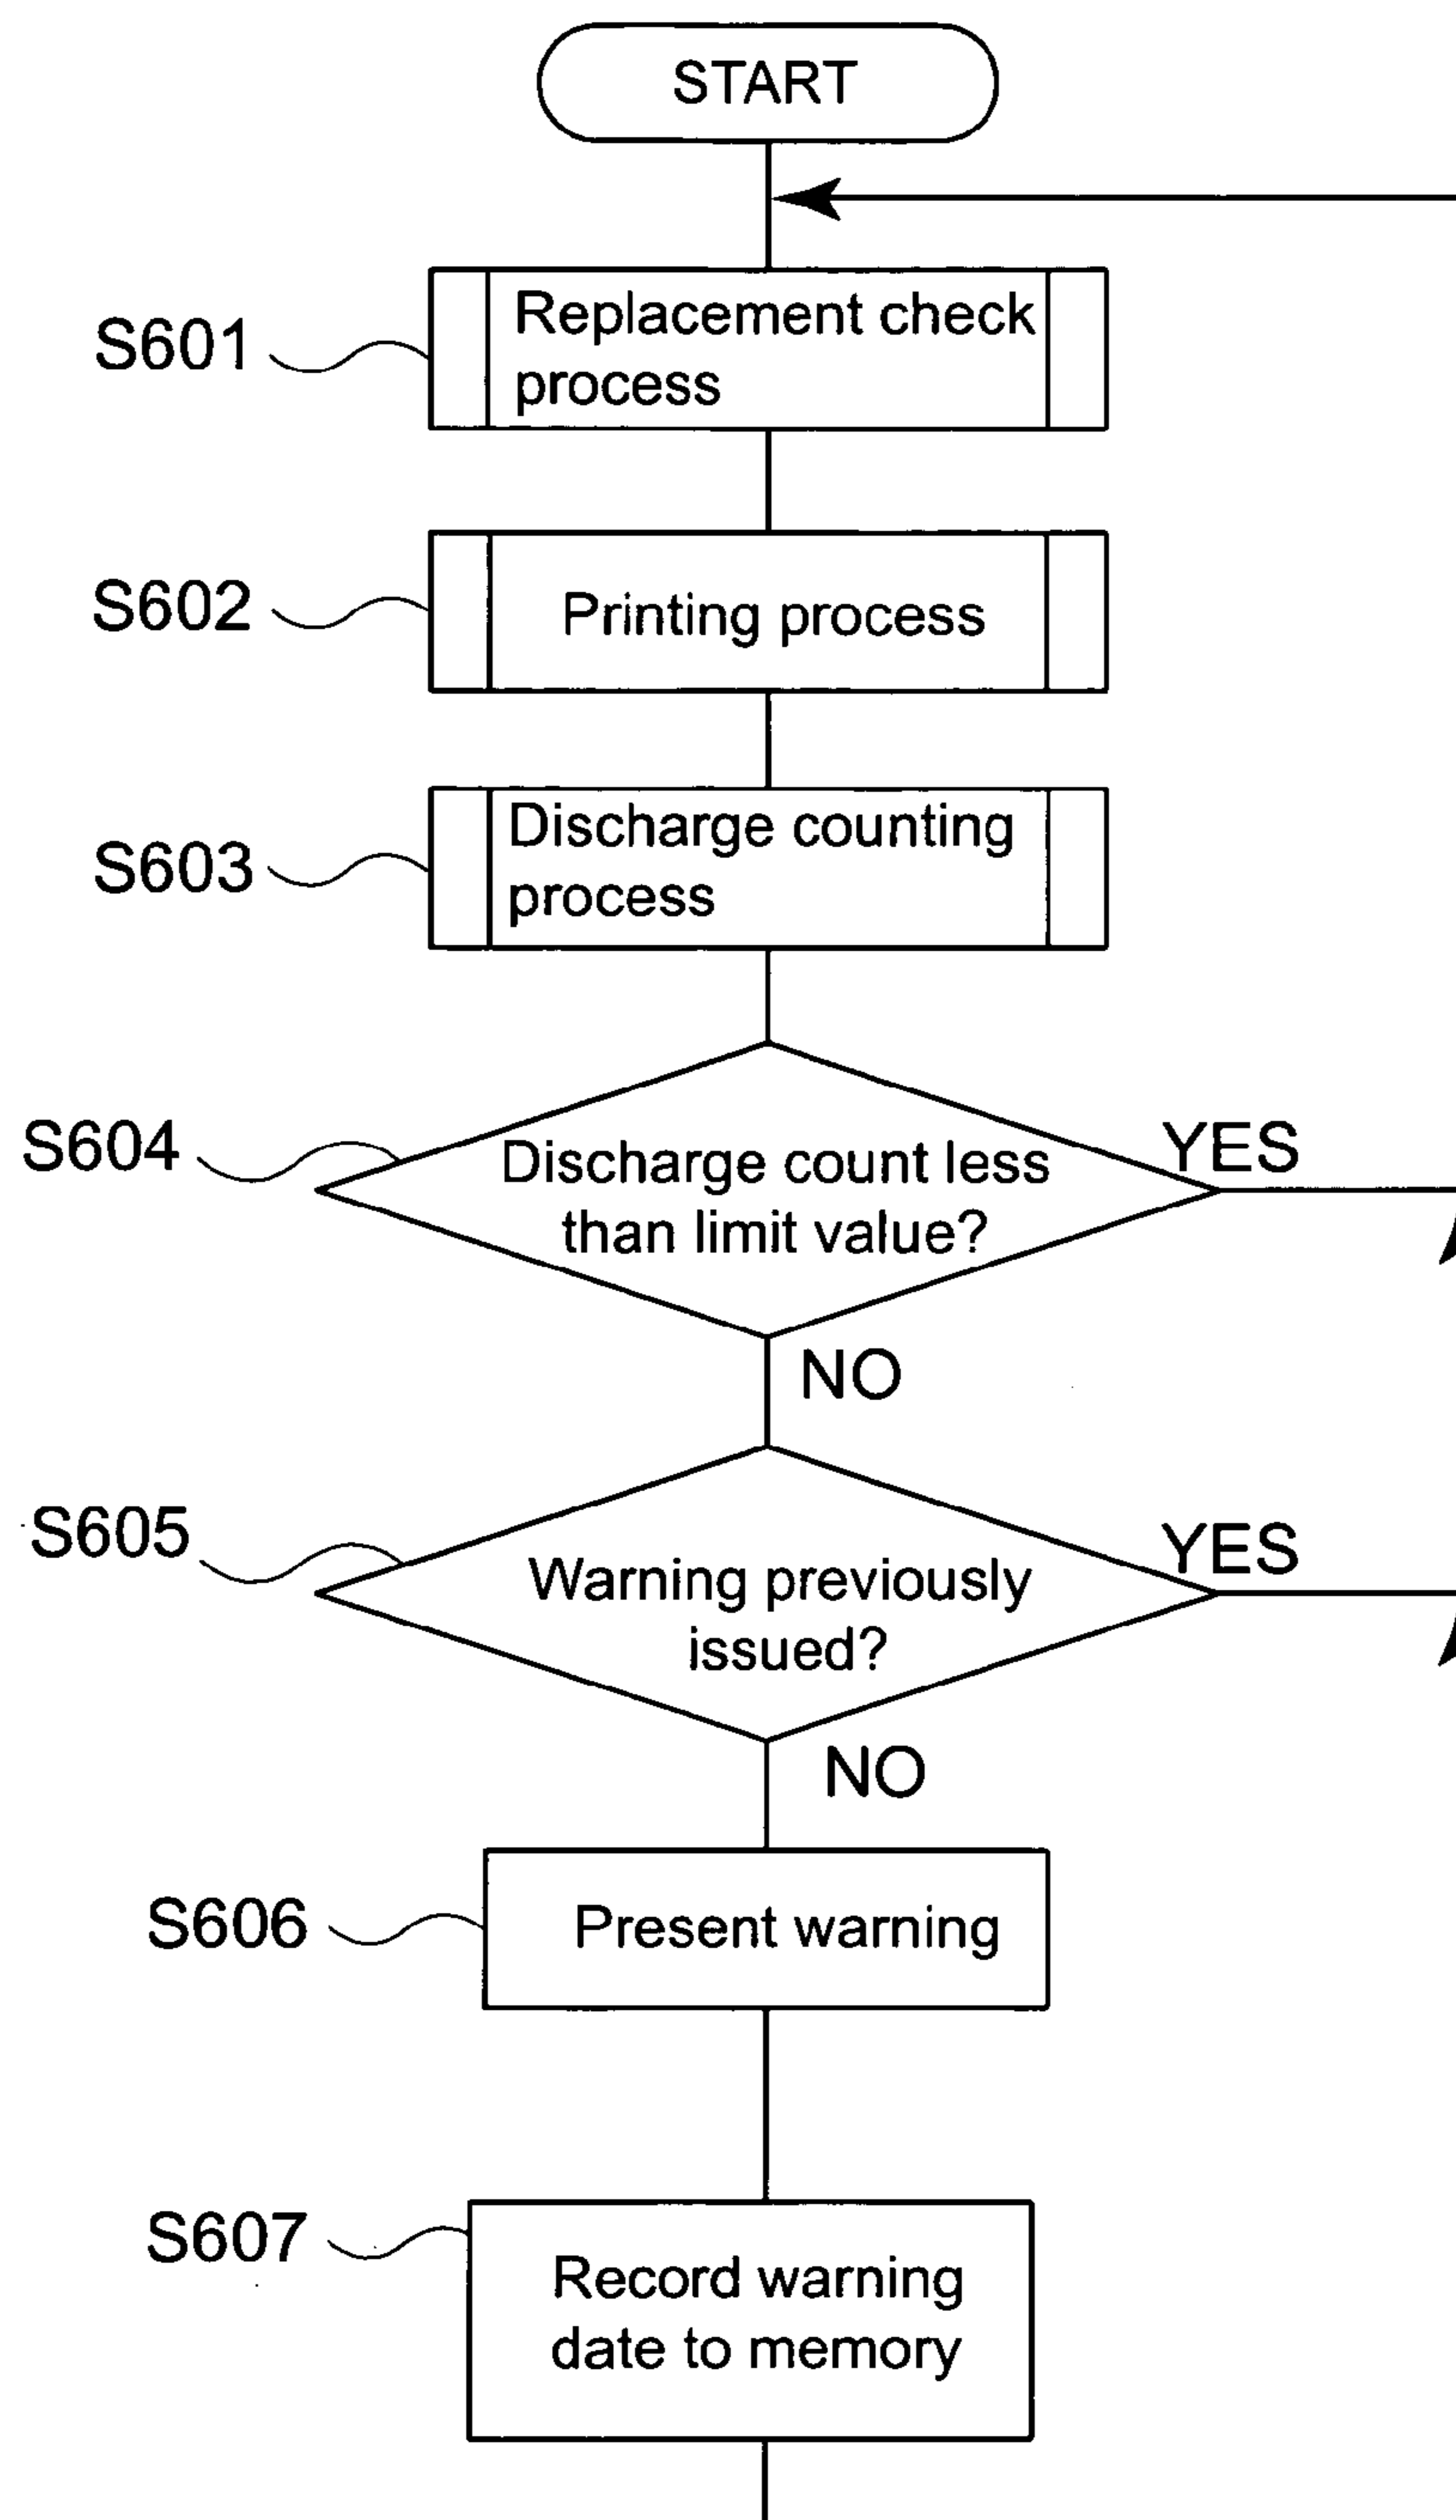 START
S601
Replacement check
process
S602
Printing process
S603
Discharge counting
process
S604
Discharge count less
than limit value?
YES
NO
S605
Warning previously
issued?
YES
NO
S606
Present warning
S607
Record warning
date to memory